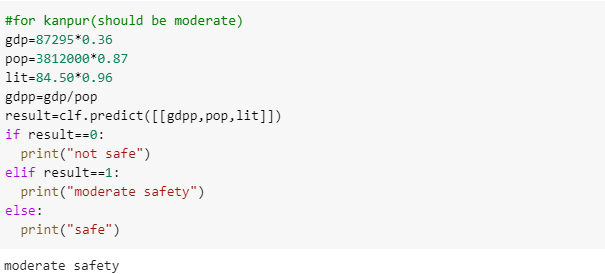 #for kanpur(should be moderate)
gdp=87295*0.36
pop=3812000*0.87
lit=84.50*0.96
gdpp=gdp/pop
result=clf.predict([[gdpp,pop,lit]])
if result==0:
  print("not safe")
elif result==1:
  print("moderate safety")
else:
  print("safe")
moderate safety